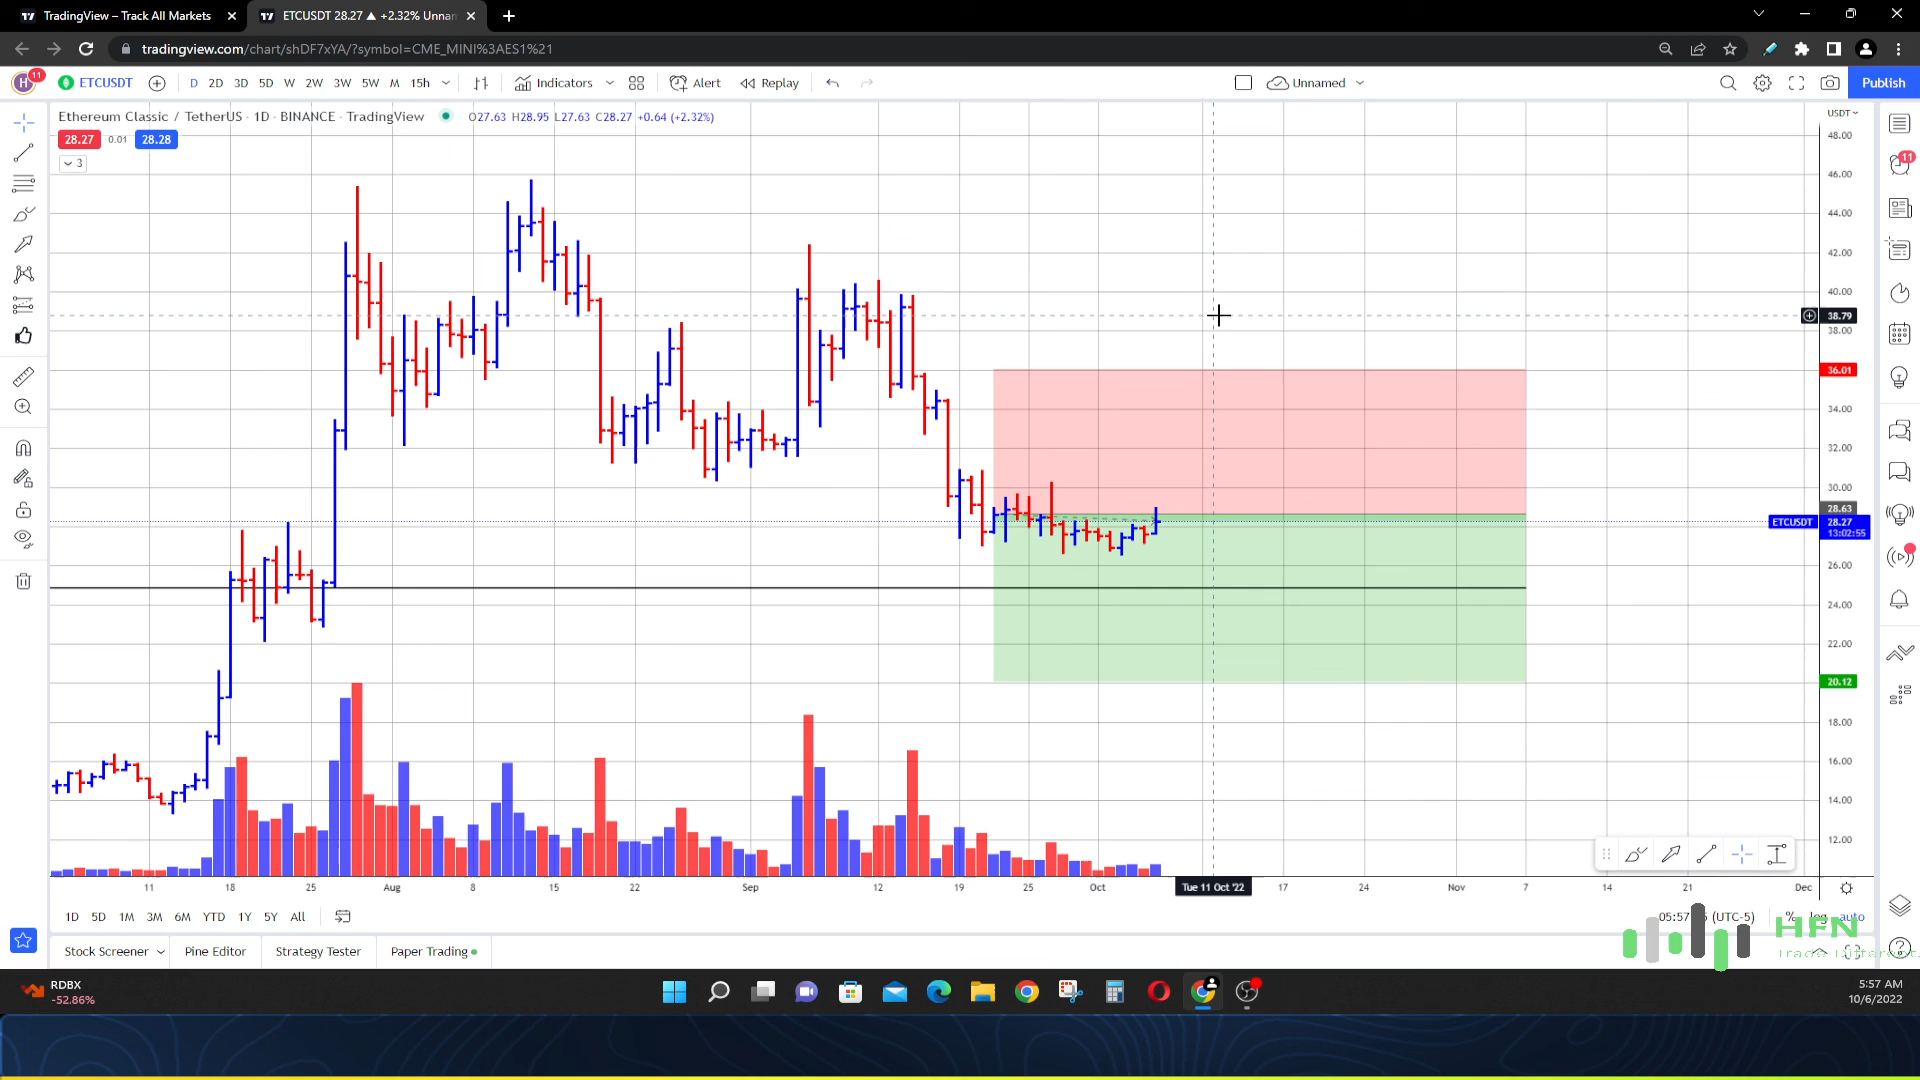 TradingView – Track All Markets
ETCUSDT 28.27 ▲ +2.32% Unnan
tradingview.com/chart/shDF7xYA/?symbol=CME_MINI%3AES1%21
H 11 ETCUSDT D 2D 3D 5D W 2W 3W 5W M 15h Indicators Alert Replay Unnamed Publish
Ethereum Classic / TetherUS · 1D · BINANCE · TradingView O27.63 H28.95 L27.63 C28.27 +0.64 (+2.32%)
USDT
28.27 0.01 28.28
3
11
48.00
46.00
44.00
42.00
40.00
38.79
38.00
36.01
34.00
32.00
30.00
28.63
ETCUSDT 28.27
13:02:55
26.00
24.00
22.00
20.12
18.00
16.00
14.00
12.00
11 18 25 Aug 8 15 22 Sep 12 19 25 Oct Tue 11 Oct '22 17 24 Nov 7 14 21 Dec
1D 5D 1M 3M 6M YTD 1Y 5Y All (UTC-5) % log auto
HFN
Stock Screener Pine Editor Strategy Tester Paper Trading
RDBX
-52.86%
5:57 AM
10/6/2022